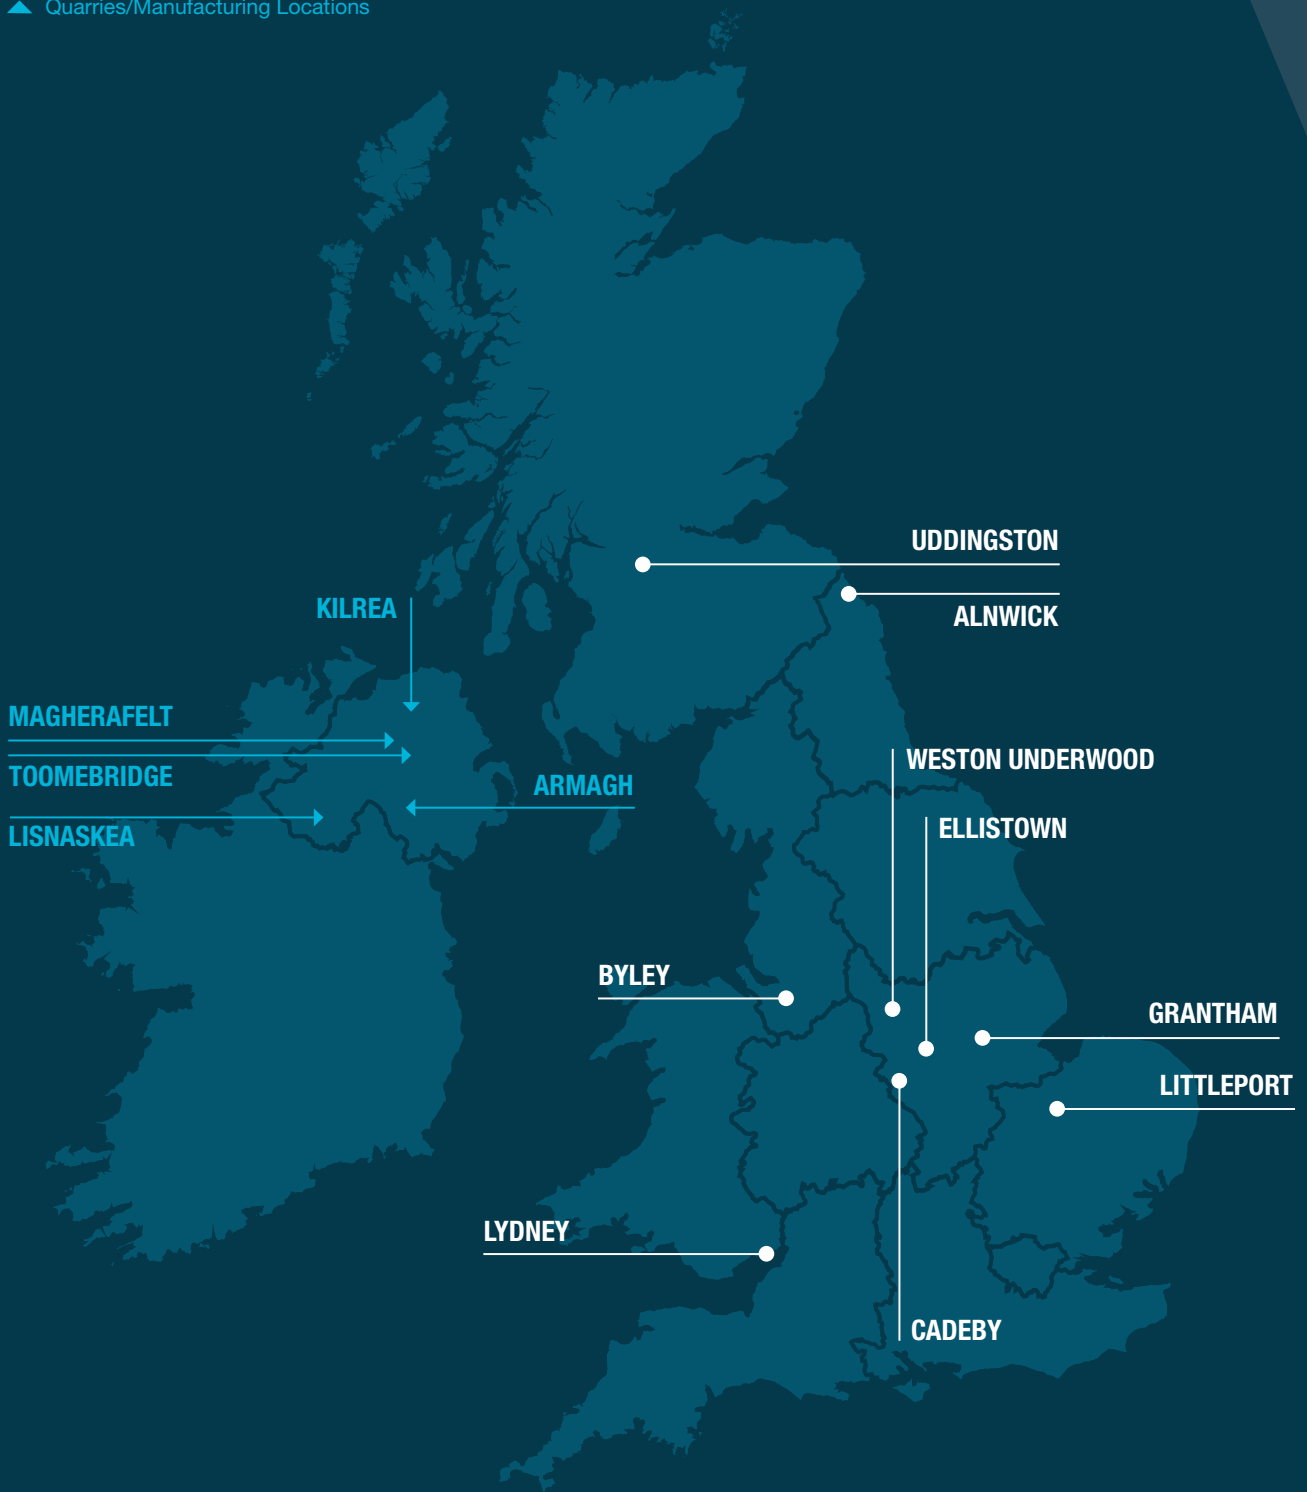 Quarries/Manufacturing Locations
UDDINGSTON
ALNWICK
KILREA
MAGHERAFELT
TOOMEBRIDGE
ARMAGH
LISNASKEA
WESTON UNDERWOOD
ELLISTOWN
BYLEY
GRANTHAM
LITTLEPORT
LYDNEY
CADEBY